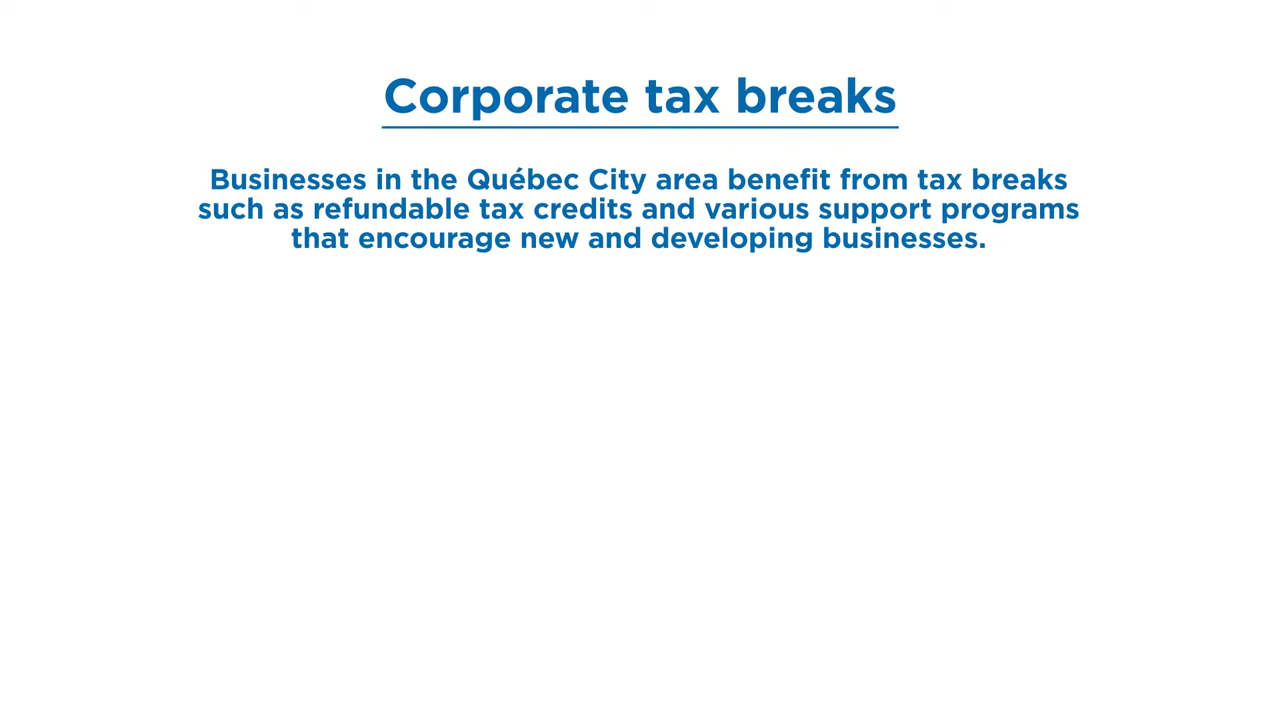 Corporate tax breaks
Businesses in the Québec City area benefit from tax breaks
such as refundable tax credits and various support programs
that encourage new and developing businesses.